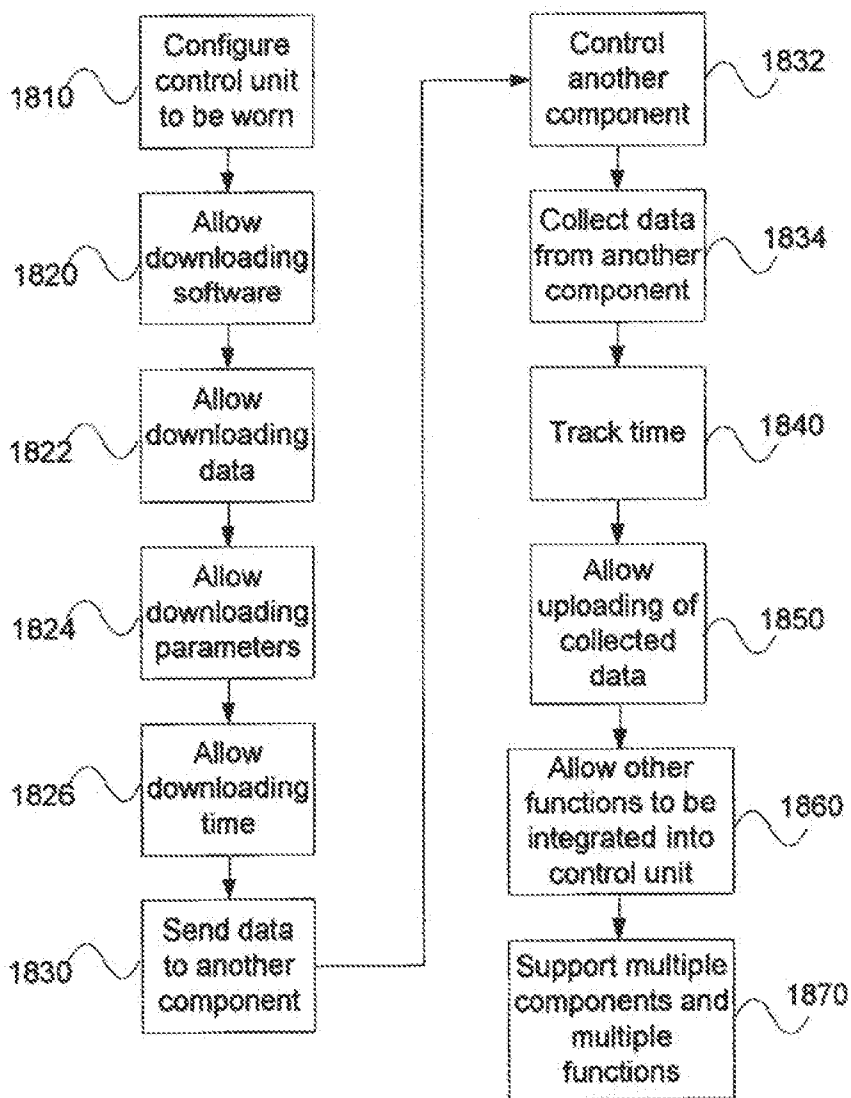 Configure
control unit
to be worn
1810
Allow
downloading
software
1820
Allow
downloading
data
1822
Allow
downloading
parameters
1824
Allow
downloading
time
1826
Send data
to another
component
1830
Control
another
component
1832
Collect data
from another
component
1834
Track time
1840
Allow
uploading of
collected
data
1850
Allow other
functions to be
integrated into
control unit
1860
Support multiple
components and
multiple
functions
1870